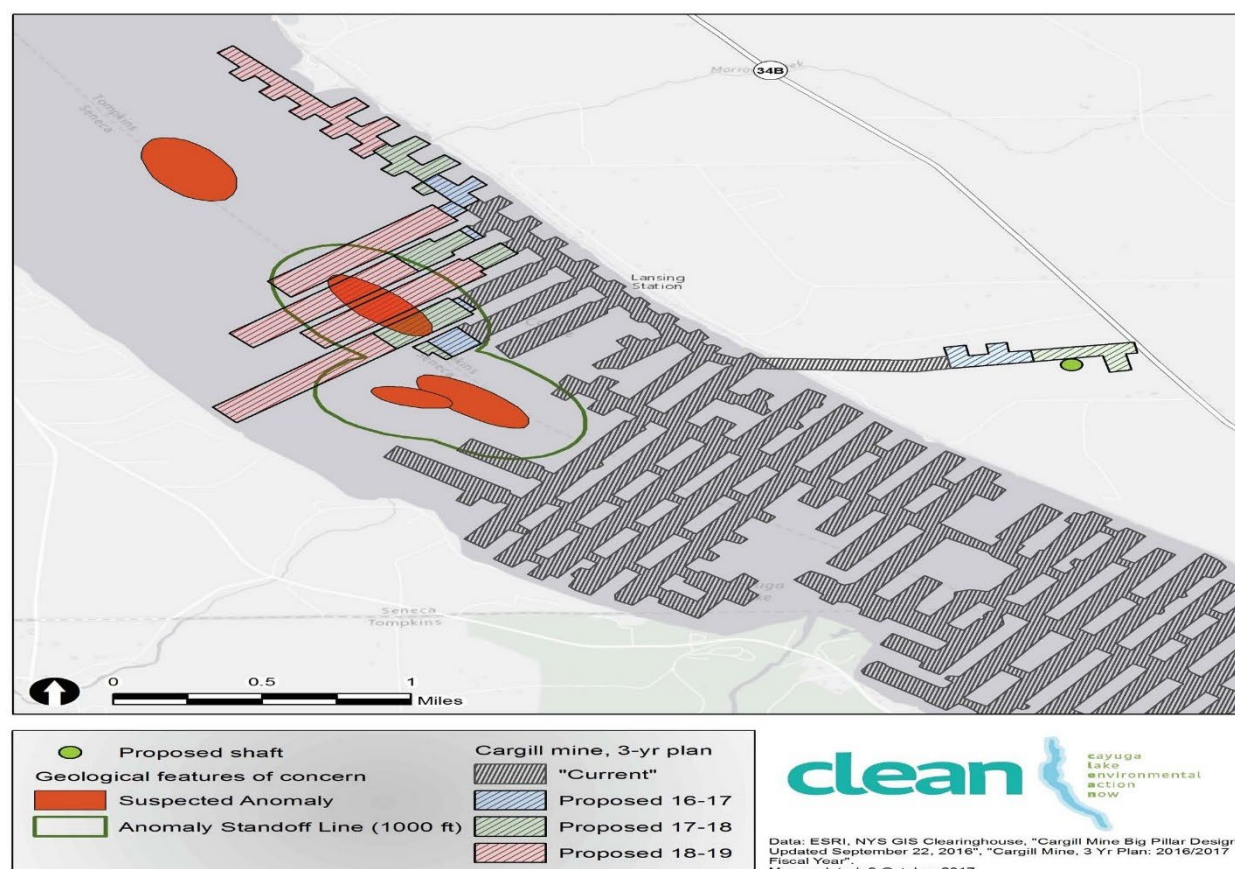 34B
Tompkins
Seneca
Lansing
Station
Seneca
Seneca
Tompkins
0 0.5 1
Miles
Proposed shaft
Geological features of concern
Suspected Anomaly
Anomaly Standoff Line (1000 ft)
Cargill mine, 3-yr plan
"Current"
Proposed 16-17
Proposed 17-18
Proposed 18-19
clean
cayuga
lake
environmental
action
now
Data: ESRI, NYS GIS Clearinghouse, "Cargill Mine Big Pillar Design
Updated September 22, 2016", "Cargill Mine, 3 Yr Plan: 2016/2017
Fiscal Year".